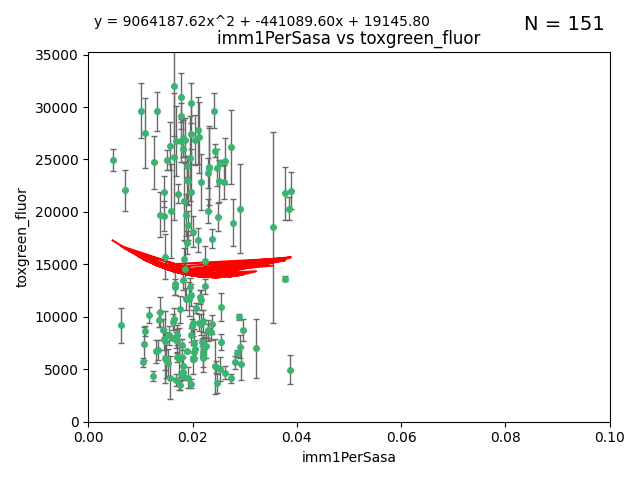 y = 9064187.62x^2 + -441089.60x + 19145.80
N = 151
imm1PerSasa vs toxgreen_fluor
35000
30000
25000
20000
15000
10000
5000
0
toxgreen_fluor
0.00 0.02 0.04 0.06 0.08 0.10
imm1PerSasa